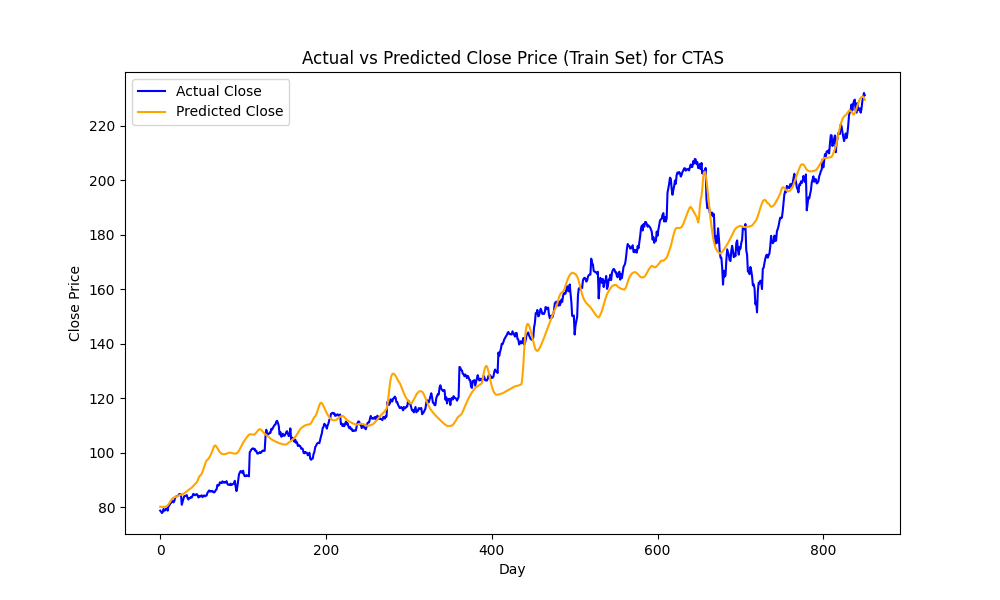 Actual vs Predicted Close Price (Train Set) for CTAS
Actual Close
Predicted Close
220
200
180
160
140
120
100
80
Close Price
0 200 400 600 800
Day